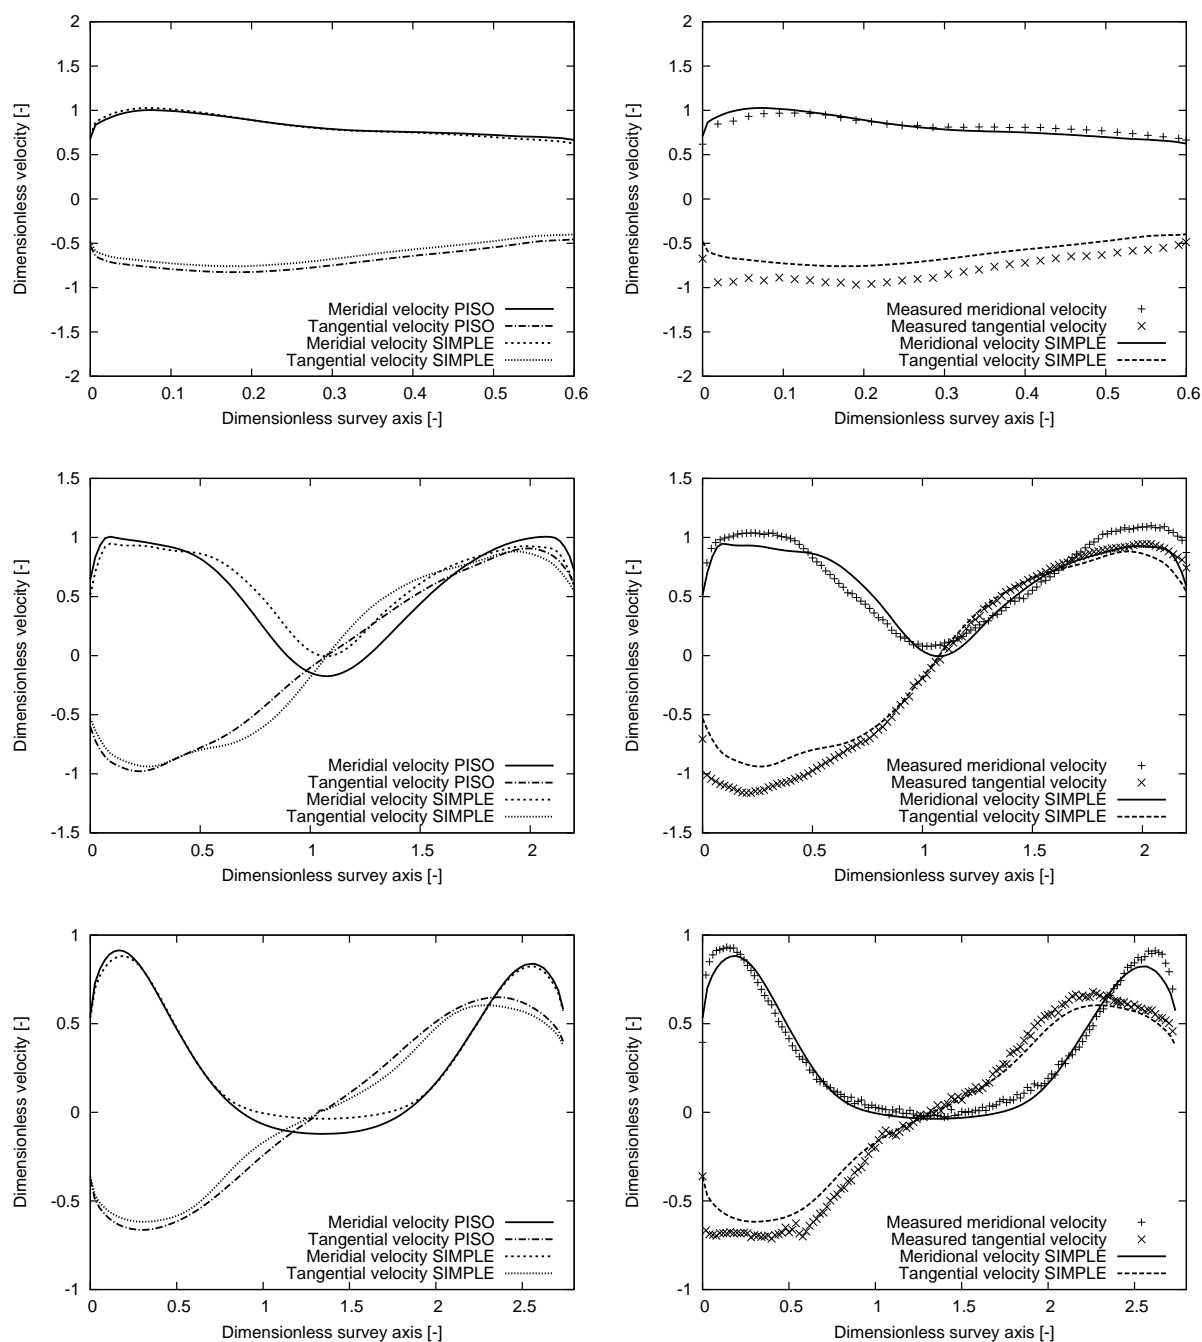 2
1.5
1
0.5
0
-0.5
-1
-1.5
-2
0 0.1 0.2 0.3 0.4 0.5 0.6
Dimensionless velocity [-]
Dimensionless survey axis [-]
Meridial velocity PISO
Tangential velocity PISO
Meridial velocity SIMPLE
Tangential velocity SIMPLE
2
1.5
1
0.5
0
-0.5
-1
-1.5
-2
0 0.1 0.2 0.3 0.4 0.5 0.6
Dimensionless velocity [-]
Dimensionless survey axis [-]
Measured meridional velocity
Measured tangential velocity
Meridional velocity SIMPLE
Tangential velocity SIMPLE
1.5
1
0.5
0
-0.5
-1
-1.5
0 0.5 1 1.5 2
Dimensionless velocity [-]
Dimensionless survey axis [-]
Meridial velocity PISO
Tangential velocity PISO
Meridial velocity SIMPLE
Tangential velocity SIMPLE
1.5
1
0.5
0
-0.5
-1
-1.5
0 0.5 1 1.5 2
Dimensionless velocity [-]
Dimensionless survey axis [-]
Measured meridional velocity
Measured tangential velocity
Meridional velocity SIMPLE
Tangential velocity SIMPLE
1
0.5
0
-0.5
-1
0 0.5 1 1.5 2 2.5
Dimensionless velocity [-]
Dimensionless survey axis [-]
Meridial velocity PISO
Tangential velocity PISO
Meridial velocity SIMPLE
Tangential velocity SIMPLE
1
0.5
0
-0.5
-1
0 0.5 1 1.5 2 2.5
Dimensionless velocity [-]
Dimensionless survey axis [-]
Measured meridional velocity
Measured tangential velocity
Meridional velocity SIMPLE
Tangential velocity SIMPLE